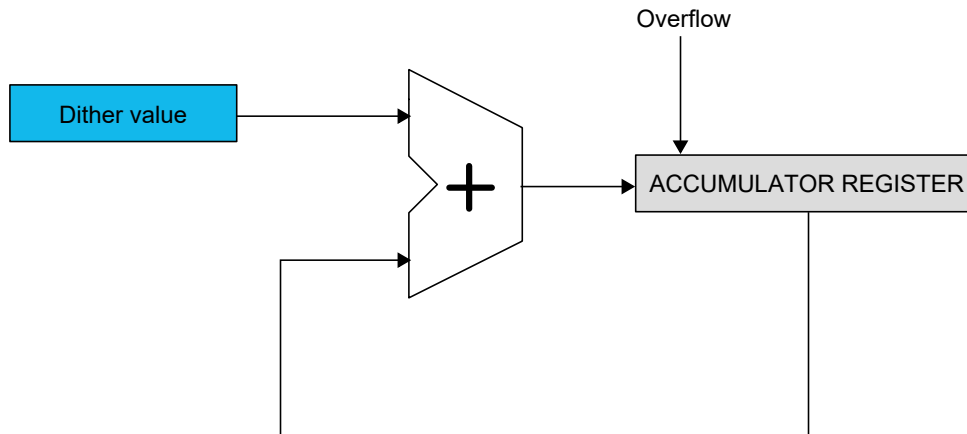 Overflow
Dither value
+
ACCUMULATOR REGISTER